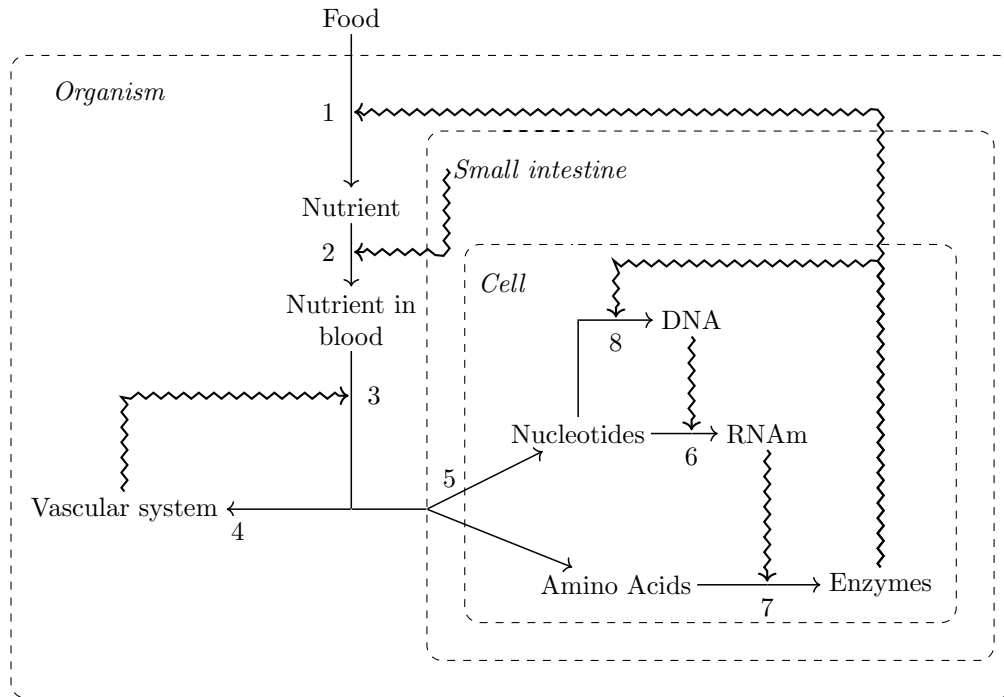 Food
Organism
1
Small intestine
Nutrient
2
Cell
Nutrient in
blood
DNA
8
3
Nucleotides
RNAm
6
5
Vascular system
4
Amino Acids
Enzymes
7